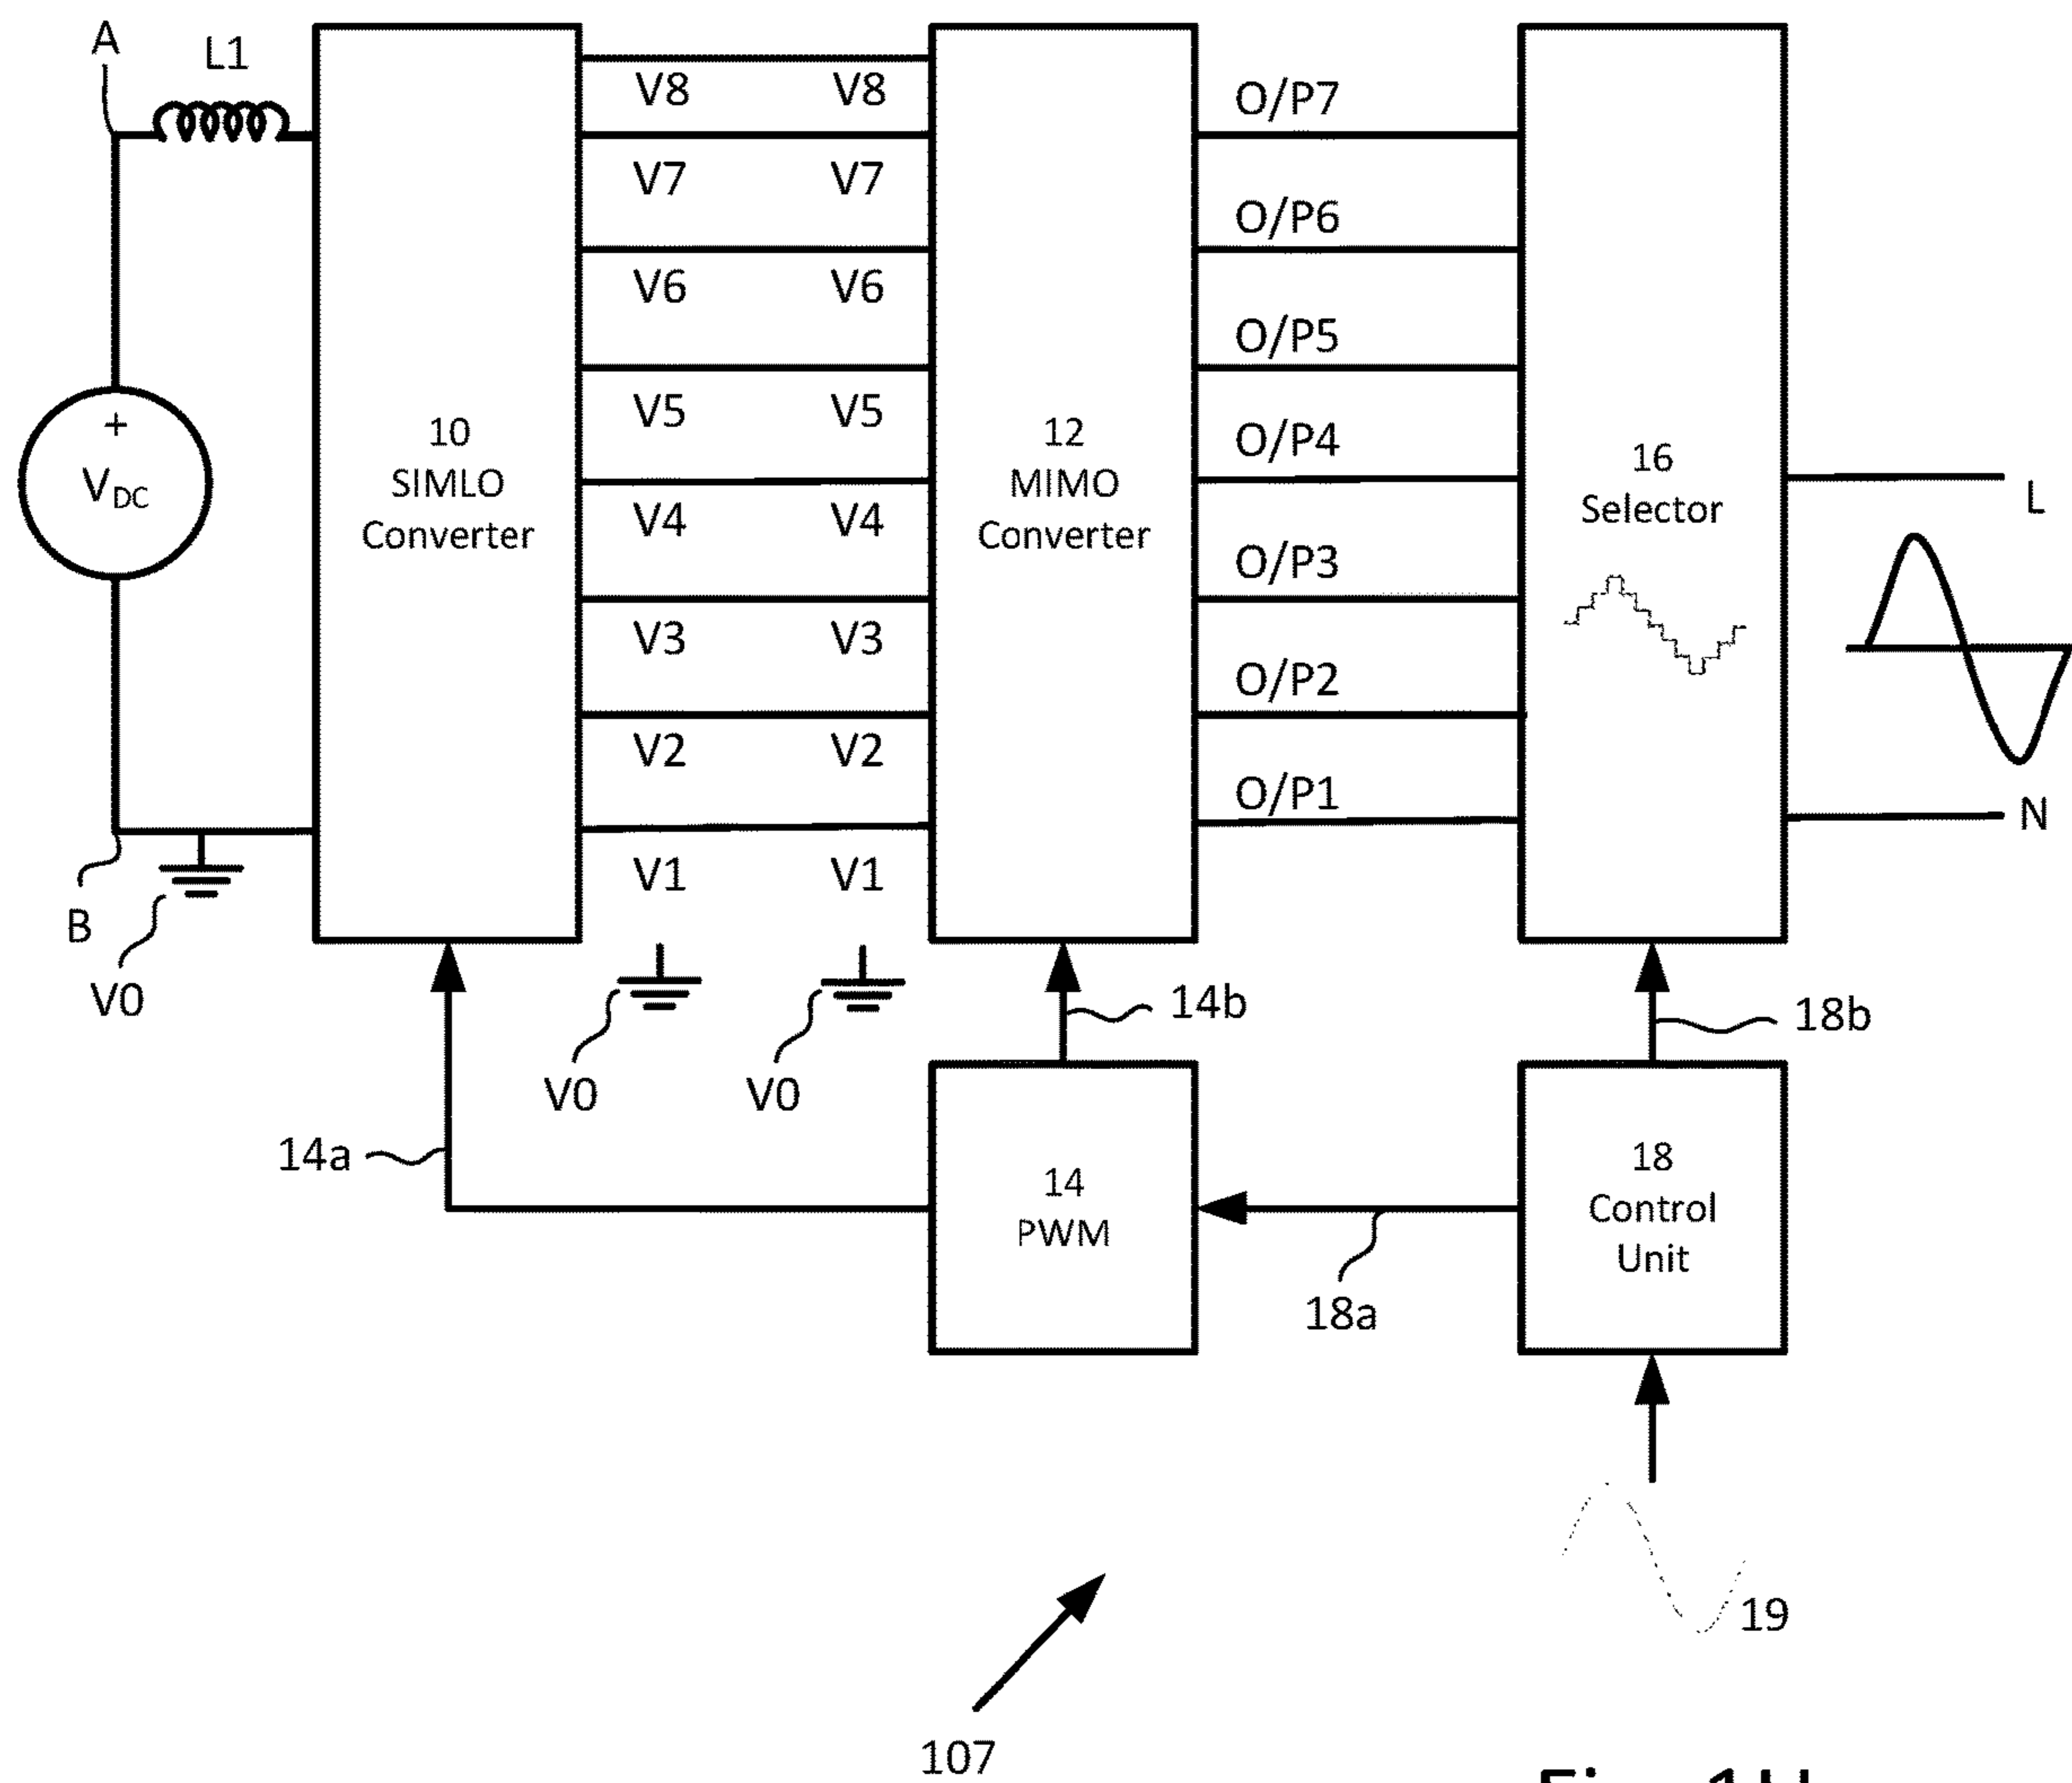 A
L1
V8 V8
O/P7
V7 V7
O/P6
V6 V6
O/P5
+
VDC
10
SIMLO
Converter
V5 V5
12
MIMO
Converter
O/P4
16
Selector
L
V4 V4
O/P3
V3 V3
O/P2
V2 V2
O/P1
N
V1 V1
B
V0
14b
18b
V0
V0
14a
14
PWM
18
Control
Unit
18a
19
107